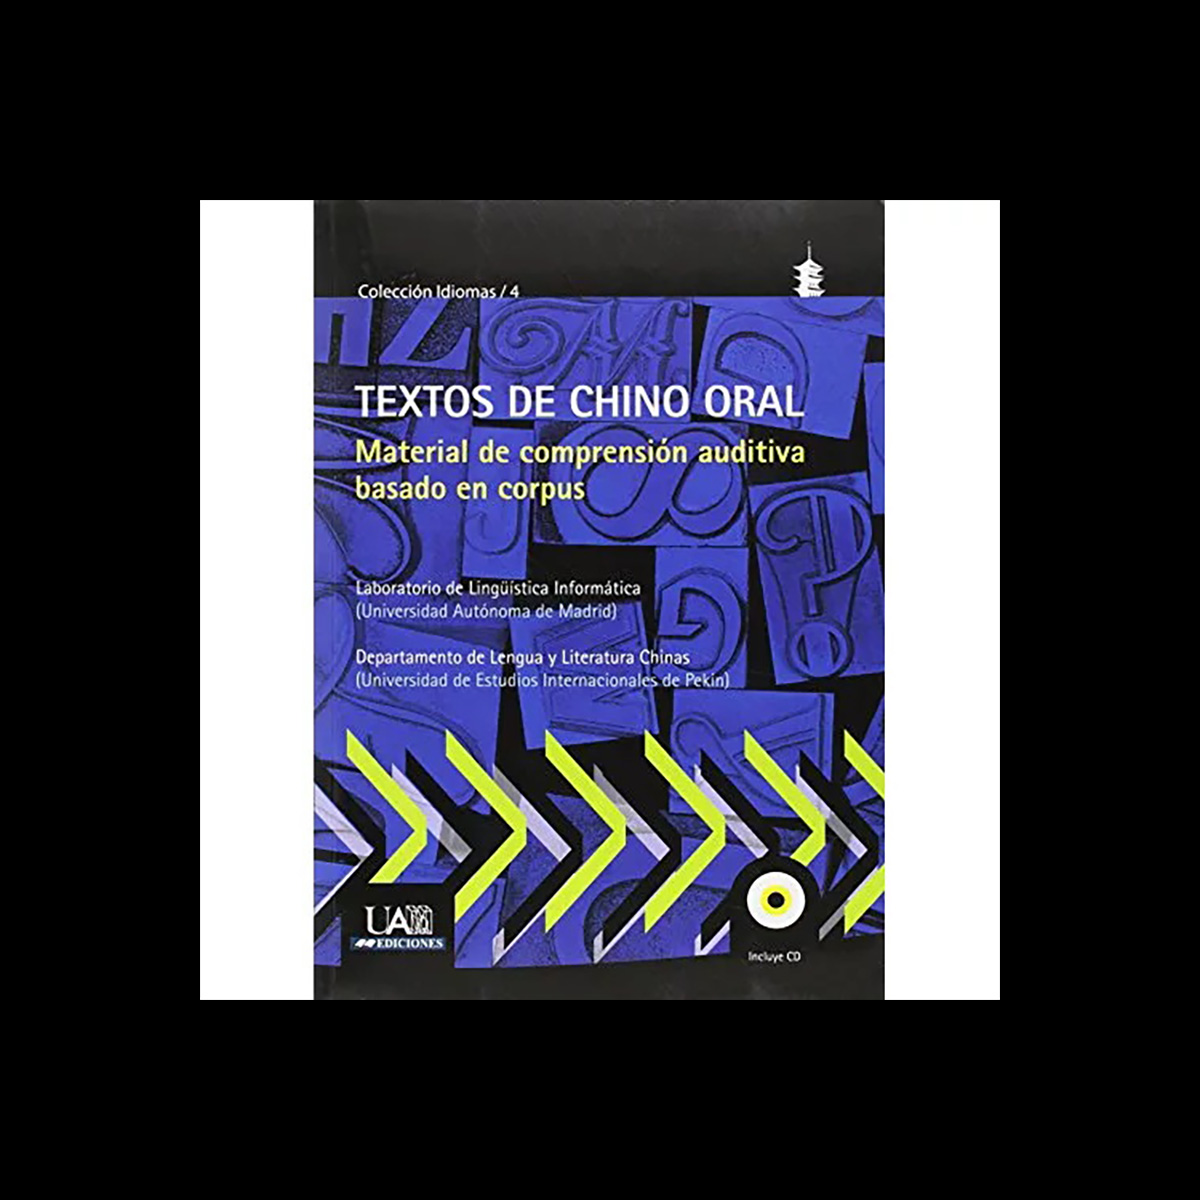 Colección Idiomas / 4
TEXTOS DE CHINO ORAL
Material de comprensión auditiva
basado en corpus
Laboratorio de Lingüística Informática
(Universidad Autónoma de Madrid)
Departamento de Lengua y Literatura Chinas
(Universidad de Estudios Internacionales de Pekín)
UAM
EDICIONES
Incluye CD